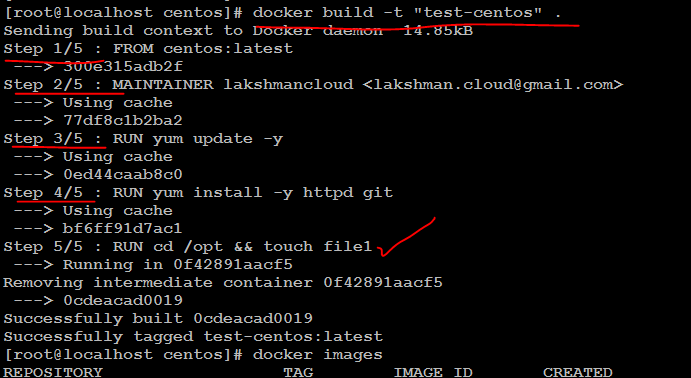 [root@localhost centos]# docker build -t "test-centos" .
Sending build context to Docker daemon  14.85kB
Step 1/5 : FROM centos:latest
 ---> 300e315adb2f
Step 2/5 : MAINTAINER lakshmancloud <lakshman.cloud@gmail.com>
 ---> Using cache
 ---> 77df8c1b2ba2
Step 3/5 : RUN yum update -y
 ---> Using cache
 ---> 0ed44caab8c0
Step 4/5 : RUN yum install -y httpd git
 ---> Using cache
 ---> bf6ff91d7ac1
Step 5/5 : RUN cd /opt && touch file1
 ---> Running in 0f42891aacf5
Removing intermediate container 0f42891aacf5
 ---> 0cdeacad0019
Successfully built 0cdeacad0019
Successfully tagged test-centos:latest
[root@localhost centos]# docker images
REPOSITORY TAG IMAGE ID CREATED